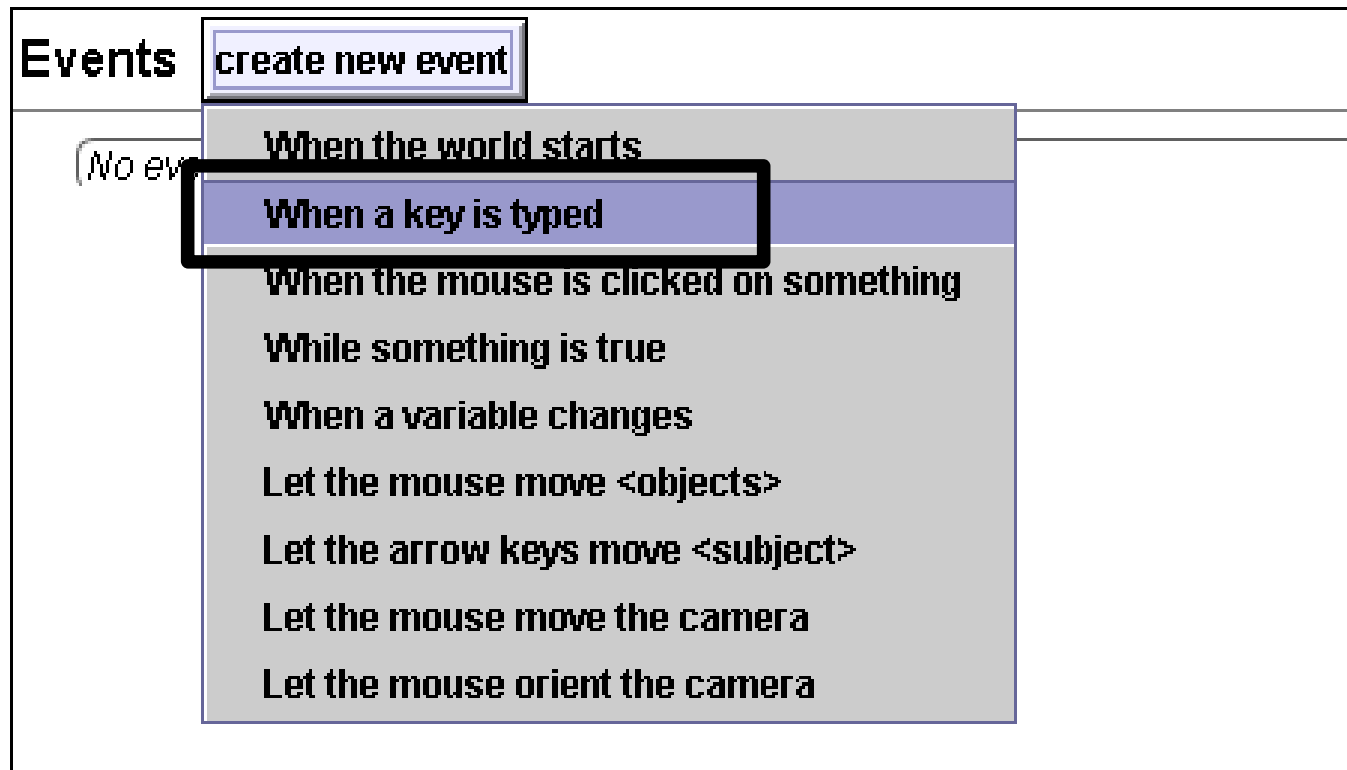 Events create new event
When the world starts
No eve
When a key is typed
When the mouse is clicked on something
While something is true
When a variable changes
Let the mouse move <objects>
Let the arrow keys move <subject>
Let the mouse move the camera
Let the mouse orient the camera